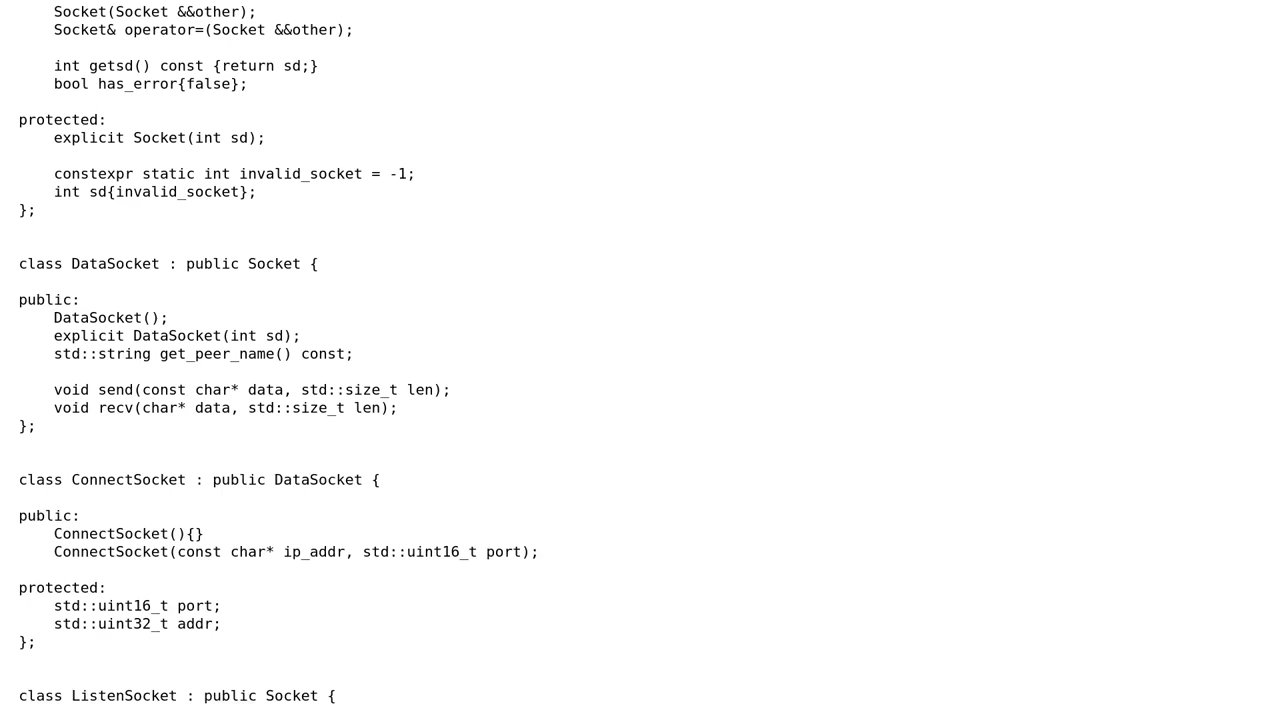 Socket(Socket &&other);
    Socket& operator=(Socket &&other);

    int getsd() const {return sd;}
    bool has_error{false};

protected:
    explicit Socket(int sd);

    constexpr static int invalid_socket = -1;
    int sd{invalid_socket};
};


class DataSocket : public Socket {

public:
    DataSocket();
    explicit DataSocket(int sd);
    std::string get_peer_name() const;

    void send(const char* data, std::size_t len);
    void recv(char* data, std::size_t len);
};


class ConnectSocket : public DataSocket {

public:
    ConnectSocket(){}
    ConnectSocket(const char* ip_addr, std::uint16_t port);

protected:
    std::uint16_t port;
    std::uint32_t addr;
};


class ListenSocket : public Socket {